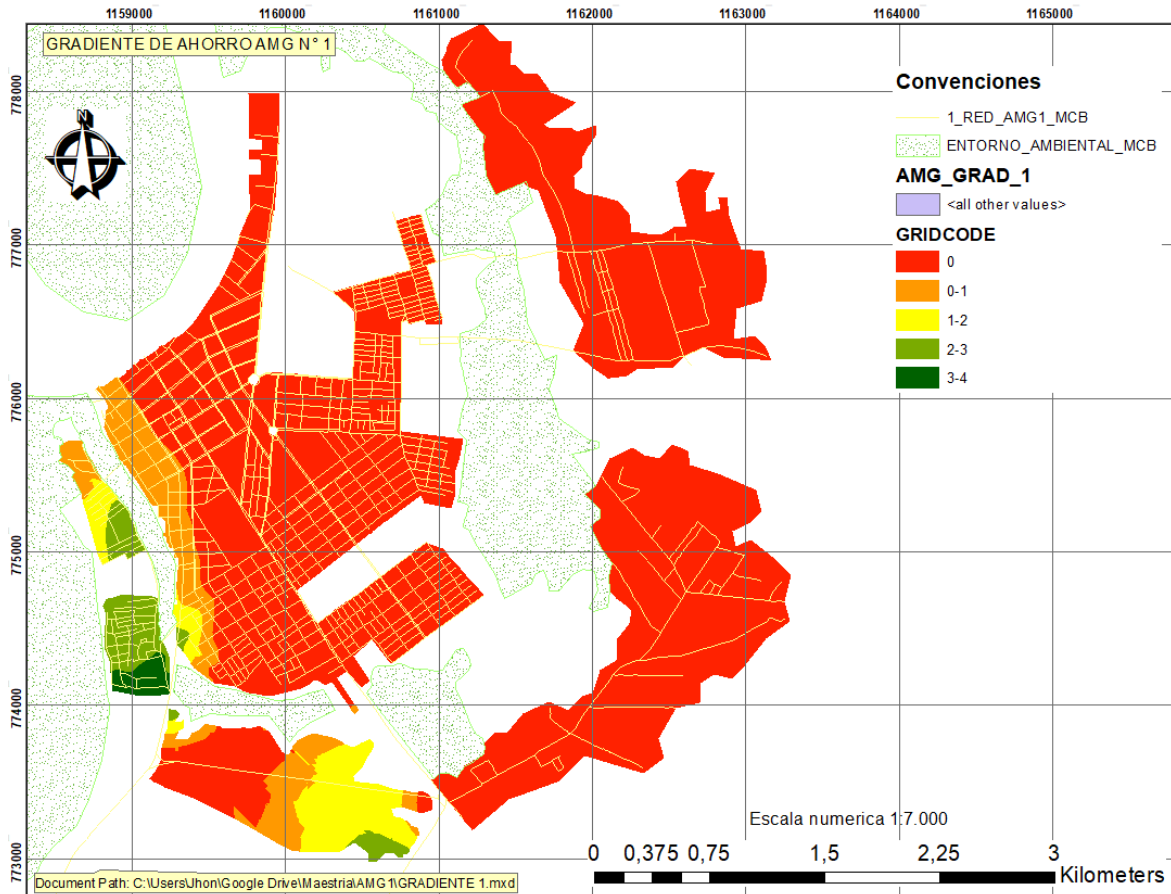 1159000 1160000 1161000 1162000 1163000 1164000 1165000
GRADIENTE DE AHORRO AMG N° 1
N
778000
777000
776000
775000
774000
773000
Convenciones
1_RED_AMG1_MCB
ENTORNO_AMBIENTAL_MCB
AMG_GRAD_1
<all other values>
GRIDCODE
0
0-1
1-2
2-3
3-4
Escala numerica 1:7.000
0 0,375 0,75 1,5 2,25 3
Kilometers
Document Path: C:\Users\Jhon\Google Drive\Maestria\AMG1\GRADIENTE 1.mxd